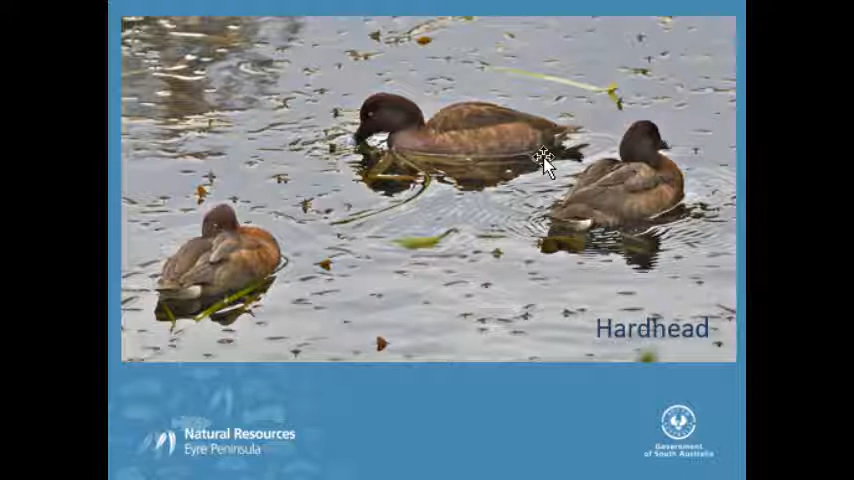 Hardhead
Natural Resources
Eyre Peninsula
Government
of South Australia